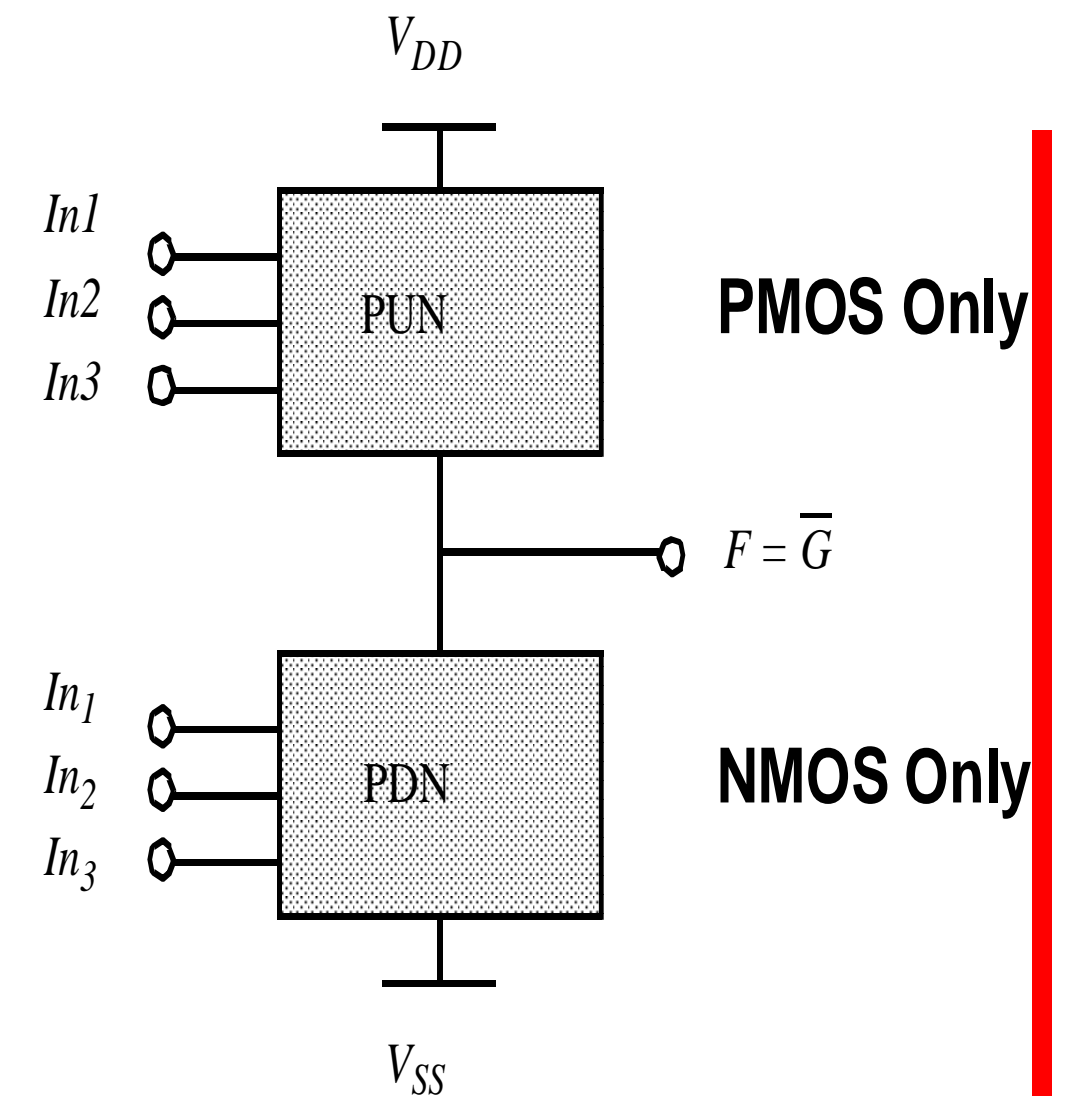 V_DD
In1
In2
In3
PUN
PMOS Only
F = G̅
In_1
In_2
In_3
PDN
NMOS Only
V_SS